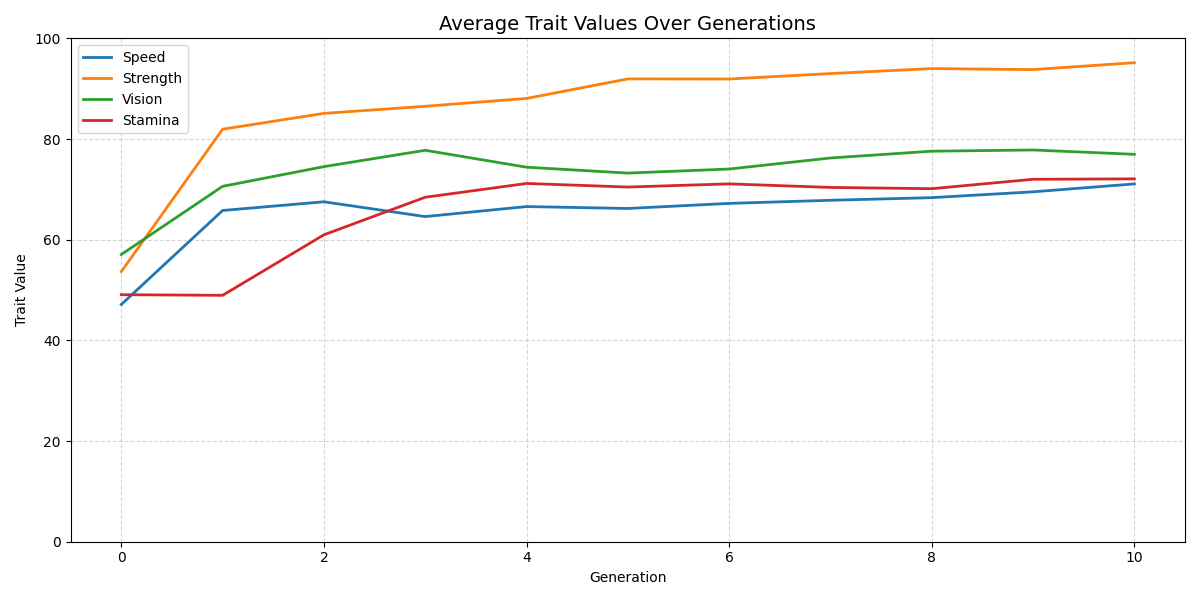 Average Trait Values Over Generations
Speed
Strength
Vision
Stamina
100
80
60
40
20
0
Trait Value
0 2 4 6 8 10
Generation